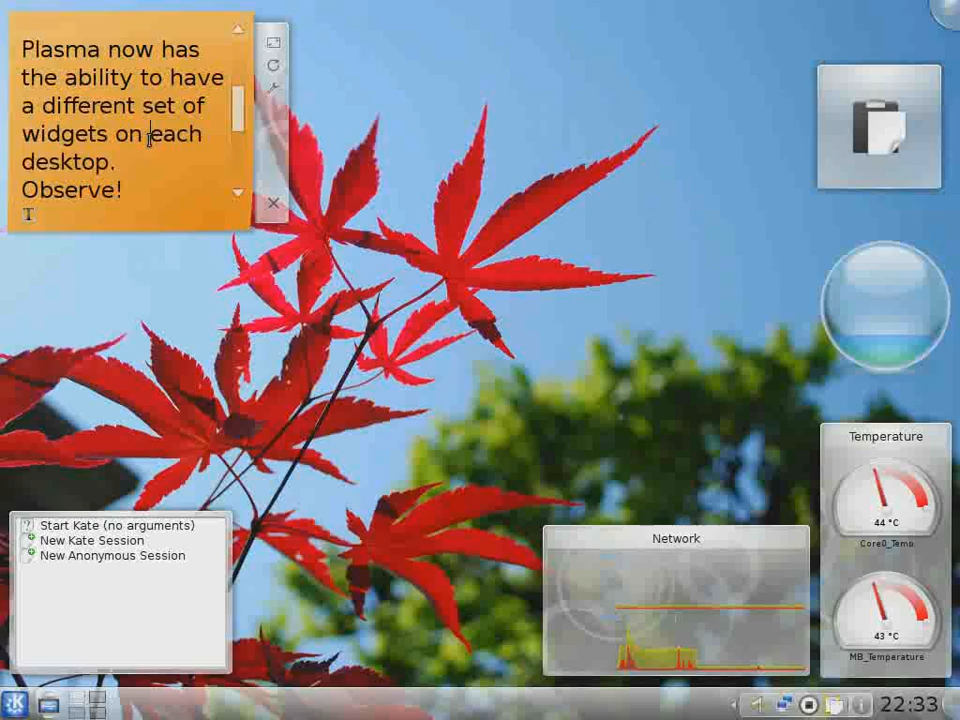 Plasma now has
the ability to have
a different set of
widgets on each
desktop.
Observe!
Temperature
44 °C
Core0_Temp
43 °C
MB_Temperature
Start Kate (no arguments)
New Kate Session
New Anonymous Session
Network
22:33